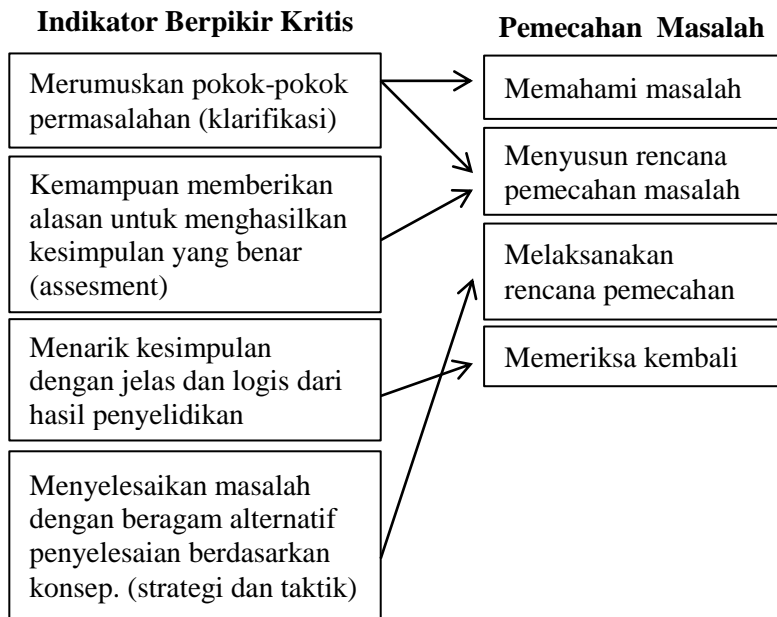 Indikator Berpikir Kritis
Merumuskan pokok-pokok
permasalahan (klarifikasi)
Kemampuan memberikan
alasan untuk menghasilkan
kesimpulan yang benar
(assesment)
Menarik kesimpulan
dengan jelas dan logis dari
hasil penyelidikan
Menyelesaikan masalah
dengan beragam alternatif
penyelesaian berdasarkan
konsep. (strategi dan taktik)
Pemecahan Masalah
Memahami masalah
Menyusun rencana
pemecahan masalah
Melaksanakan
rencana pemecahan
Memeriksa kembali